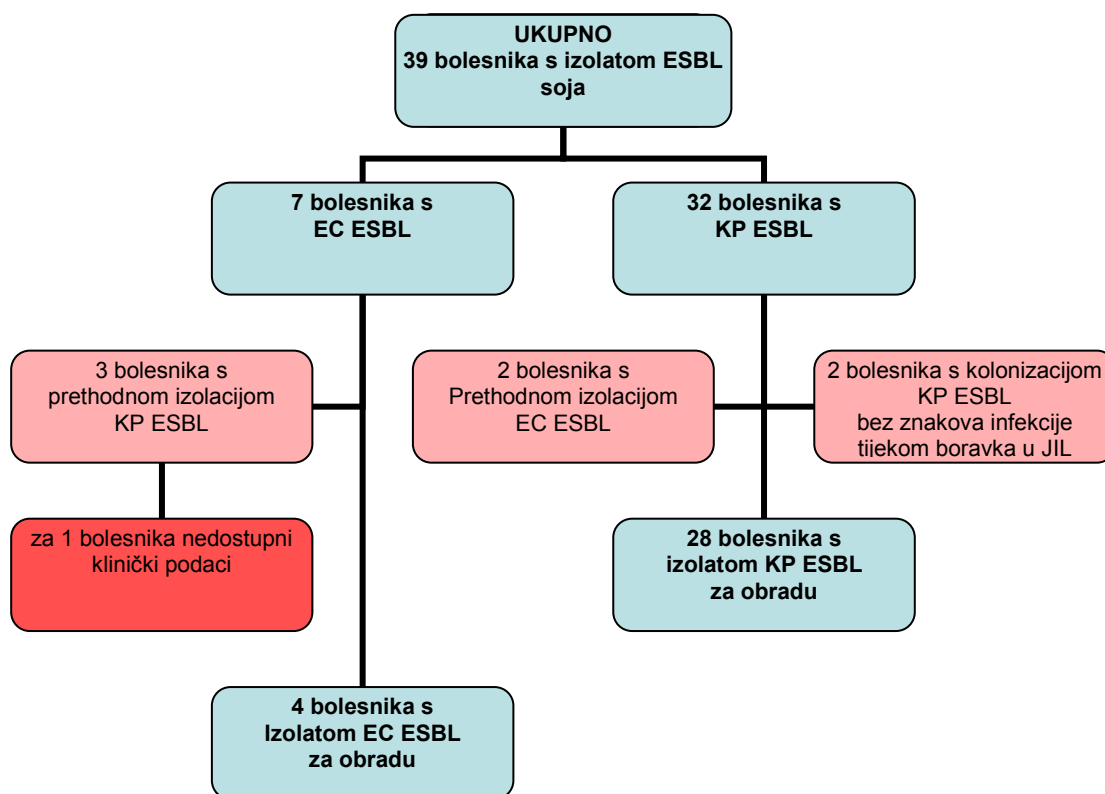 UKUPNO
39 bolesnika s izolatom ESBL
soja
7 bolesnika s
EC ESBL
32 bolesnika s
KP ESBL
3 bolesnika s
prethodnom izolacijom
KP ESBL
2 bolesnika s
Prethodnom izolacijom
EC ESBL
2 bolesnika s kolonizacijom
KP ESBL
bez znakova infekcije
tijekom boravka u JIL
za 1 bolesnika nedostupni
klinički podaci
28 bolesnika s
izolatom KP ESBL
za obradu
4 bolesnika s
Izolatom EC ESBL
za obradu